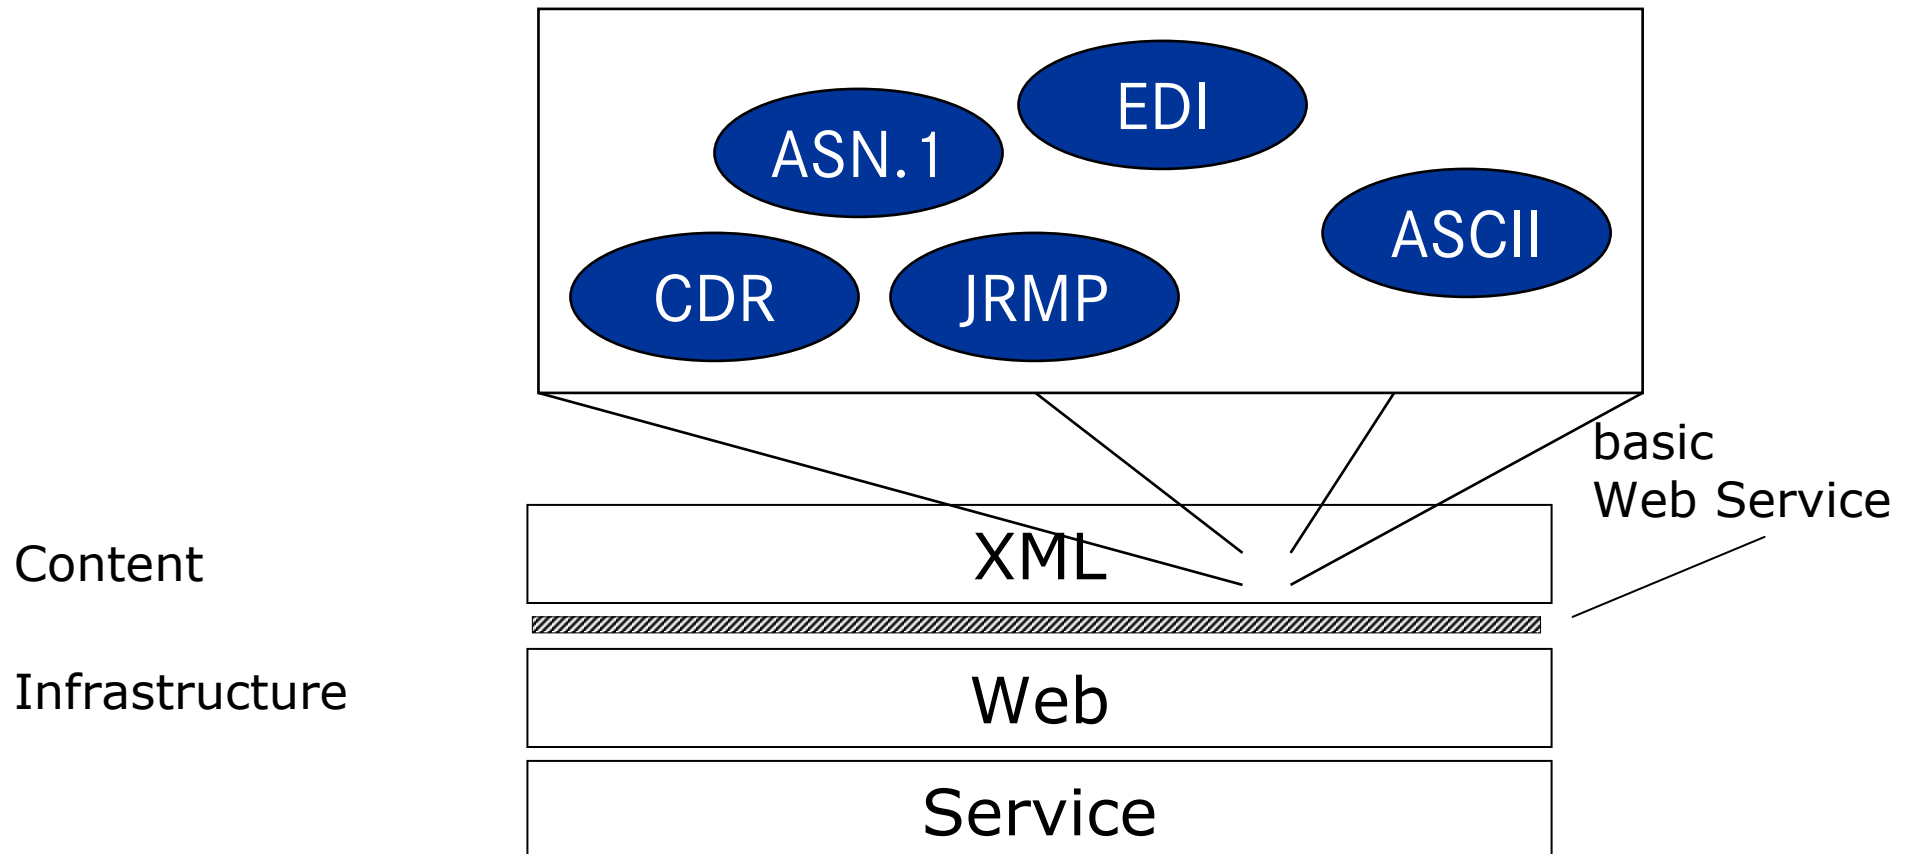 EDI
ASN.1
ASCII
CDR
JRMP
basic
Web Service
XML
Content
Infrastructure
Web
Service